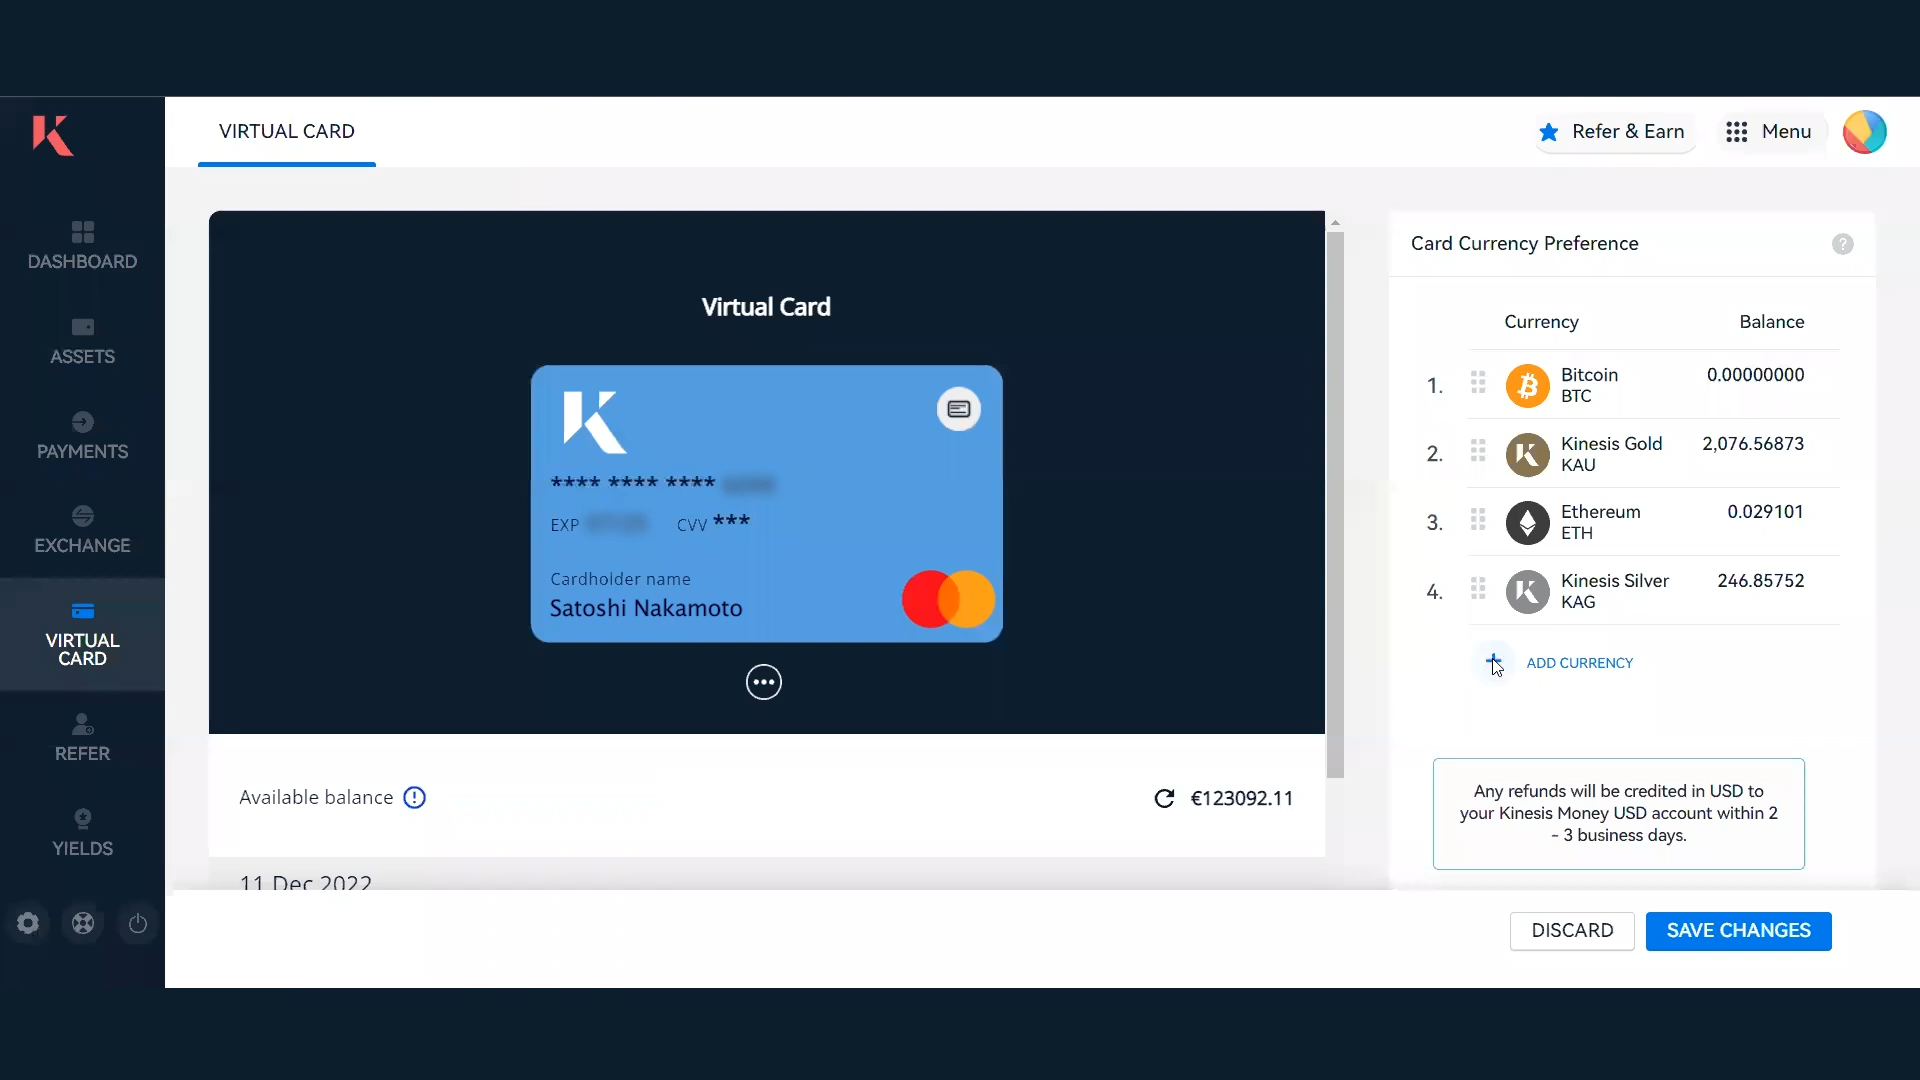 VIRTUAL CARD
Refer & Earn
Menu
DASHBOARD
ASSETS
PAYMENTS
EXCHANGE
VIRTUAL
CARD
REFER
YIELDS
Virtual Card
**** **** ****
EXP CVV ***
Cardholder name
Satoshi Nakamoto
Available balance
€123092.11
11 Dec 2022
Card Currency Preference
?
Currency Balance
1. Bitcoin 0.00000000
BTC
2. Kinesis Gold 2,076.56873
KAU
3. Ethereum 0.029101
ETH
4. Kinesis Silver 246.85752
KAG
ADD CURRENCY
Any refunds will be credited in USD to
your Kinesis Money USD account within 2
- 3 business days.
DISCARD
SAVE CHANGES